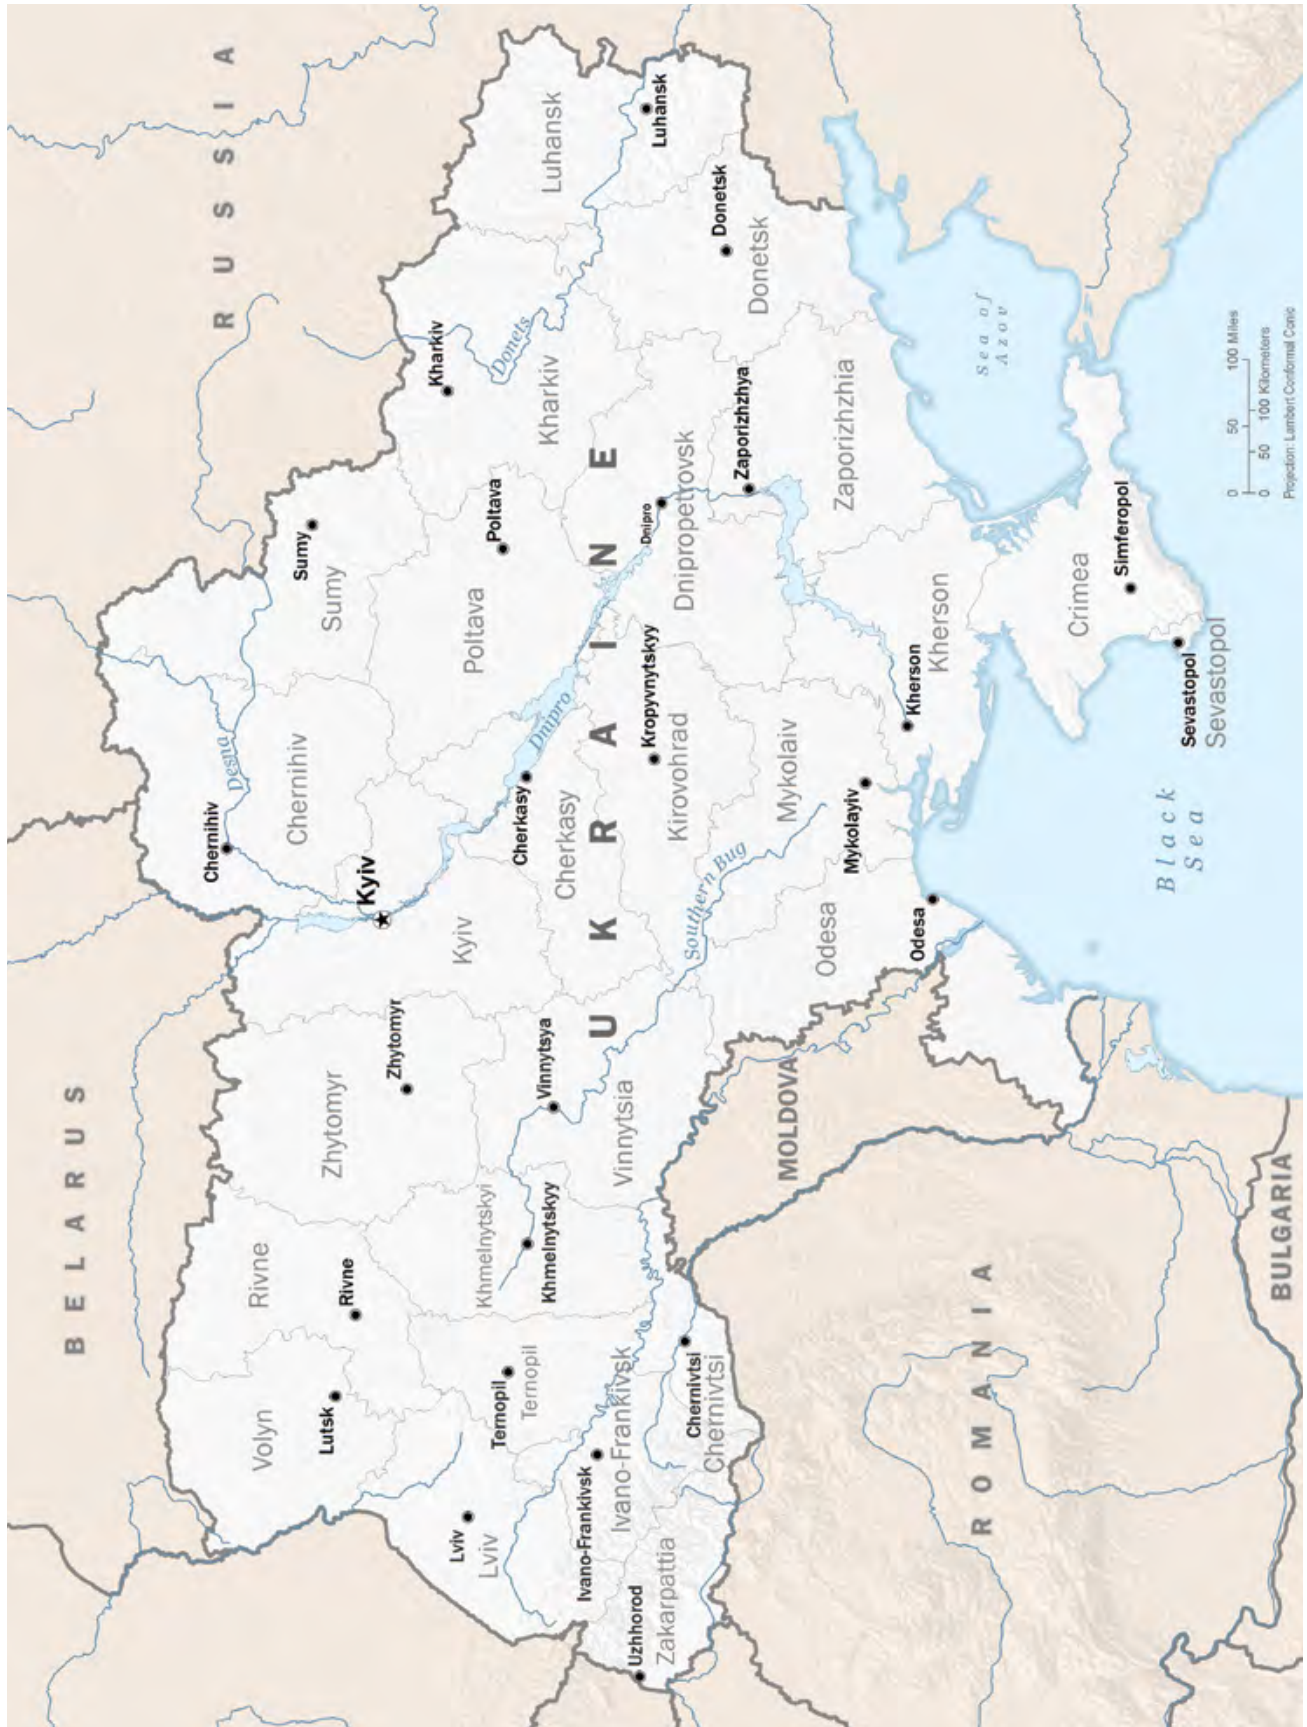 BELARUS
RUSSIA
Chernihiv
Desna
Sumy
Volyn
Rivne
Lutsk
Rivne
Zhytomyr
Chernihiv
Sumy
Kyiv
Zhytomyr
Kharkiv
Lviv
Lviv
Kyiv
Poltava
Poltava
Donets
Khmelnytskyi
Ternopil
Ternopil
Khmelnytskyy
Vinnytsya
Cherkasy
Dnipro
Kharkiv
Luhansk
Cherkasy
Ivano-Frankivsk
Ivano-Frankivsk
UKRAINE
Uzhhorod
Zakarpattia
Vinnytsia
Kropyvnytskyy
Kirovohrad
Dnipro
Dnipropetrovsk
Luhansk
Chernivtsi
Chernivtsi
Southern Bug
Donetsk
Donetsk
Zaporizhzhya
MOLDOVA
Mykolaiv
Odesa
Mykolayiv
Zaporizhzhia
Odesa
Kherson
Kherson
ROMANIA
Sea of
Azov
Crimea
Simferopol
Black
Sea
Sevastopol
Sevastopol
0 50 100 Miles
0 50 100 Kilometers
Projection: Lambert Conformal Conic
BULGARIA